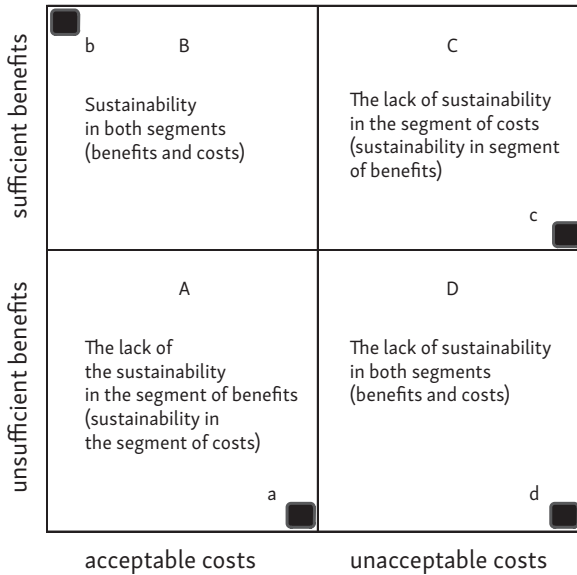 sufficient benefits
b
B
Sustainability
in both segments
(benefits and costs)
C
The lack of sustainability
in the segment of costs
(sustainability in segment
of benefits)
c
unsufficient benefits
A
The lack of
the sustainability
in the segment of benefits
(sustainability in
the segment of costs)
a
D
The lack of sustainability
in both segments
(benefits and costs)
d
acceptable costs
unacceptable costs